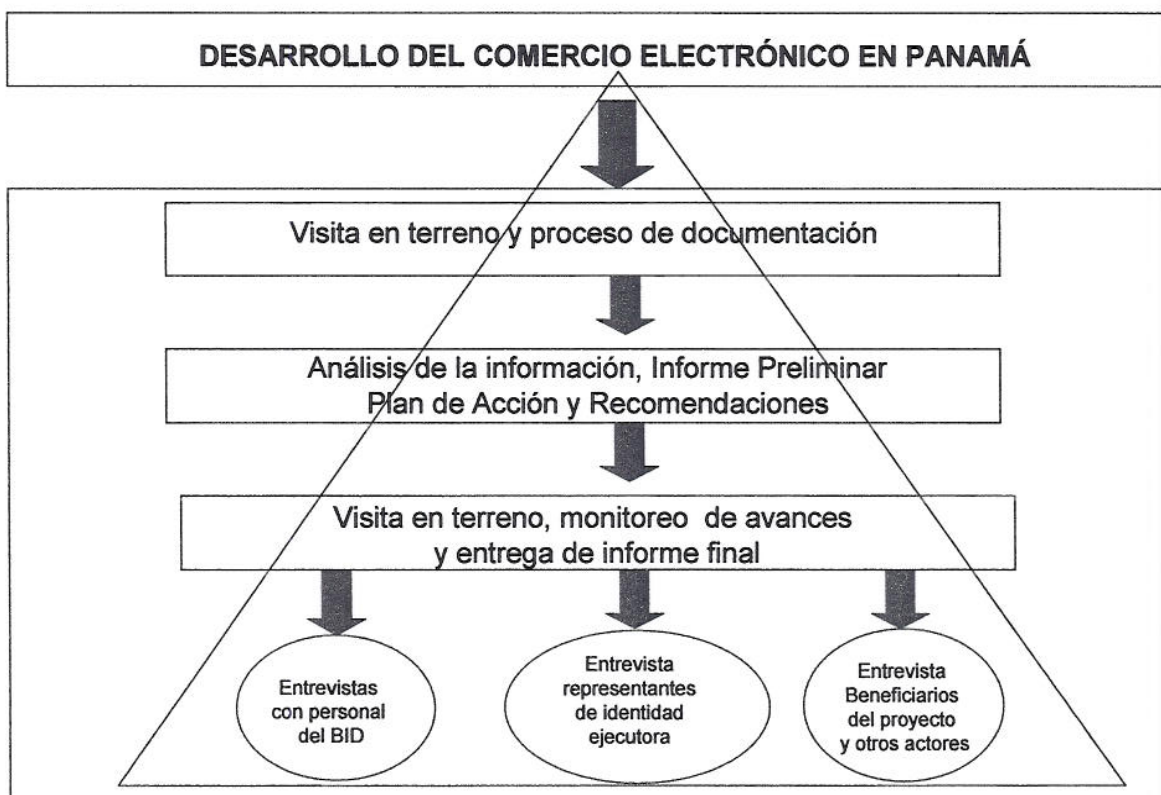 DESARROLLO DEL COMERCIO ELECTRÓNICO EN PANAMÁ
Visita en terreno y proceso de documentación
Análisis de la información, Informe Preliminar
Plan de Acción y Recomendaciones
Visita en terreno, monitoreo de avances
y entrega de informe final
Entrevistas
con personal
del BID
Entrevista
representantes
de identidad
ejecutora
Entrevista
Beneficiarios
del proyecto
y otros actores